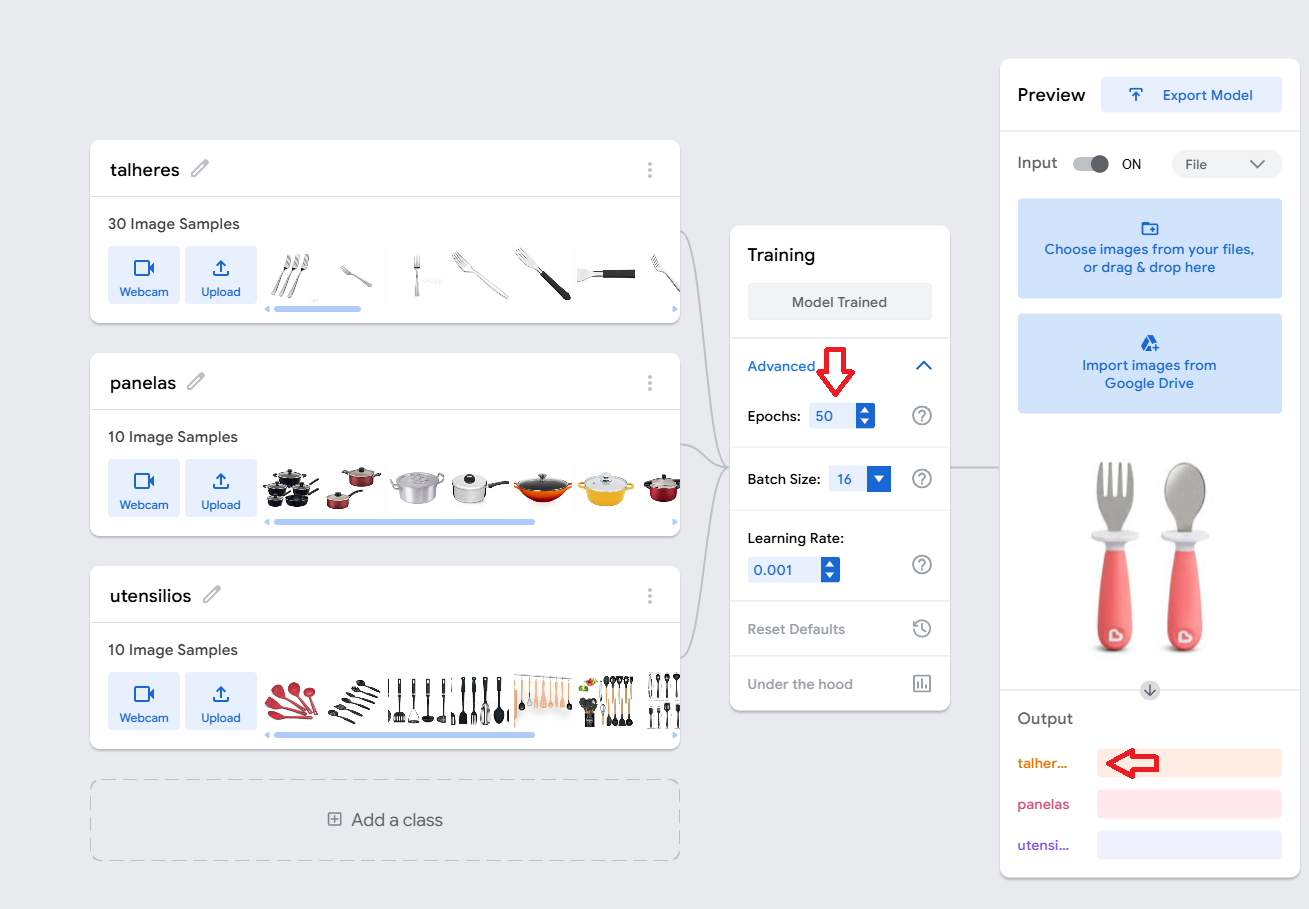 talheres
30 Image Samples
Webcam
Upload
panelas
10 Image Samples
Webcam
Upload
utensilios
10 Image Samples
Webcam
Upload
Add a class
Training
Model Trained
Advanced
Epochs: 50
Batch Size: 16
Learning Rate:
0.001
Reset Defaults
Under the hood
Preview
Export Model
Input ON File
Choose images from your files,
or drag & drop here
Import images from
Google Drive
Output
talher...
panelas
utensi...